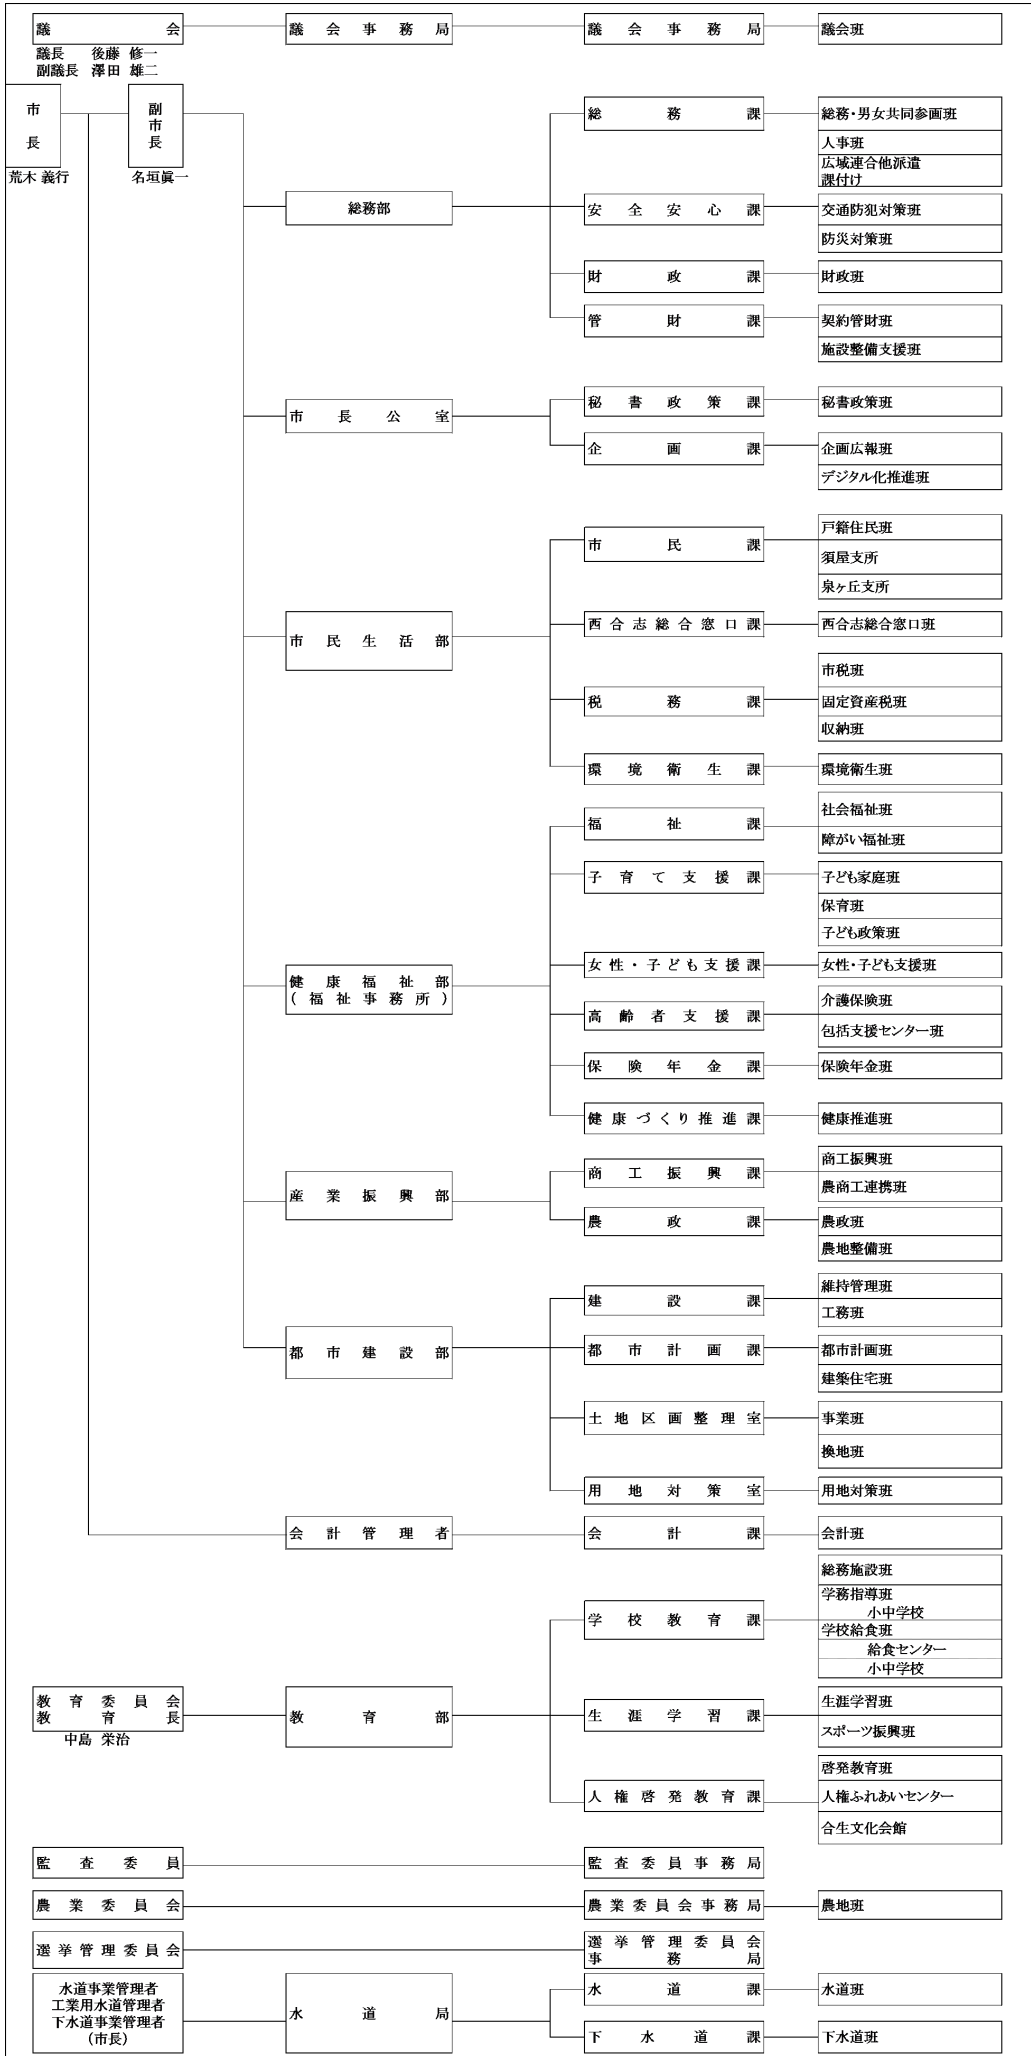 議会
議会事務局
議会事務局
議会班
議長 後藤 修一
副議長 澤田 雄二
市長
副市長
荒木 義行
名垣眞一
総務部
総務課
総務・男女共同参画班
人事班
広域連合他派遣
課付け
安全安心課
交通防犯対策班
防災対策班
財政課
財政班
管財課
契約管財班
施設整備支援班
市長公室
秘書政策課
秘書政策班
企画課
企画広報班
デジタル化推進班
市民生活部
市民課
戸籍住民班
須屋支所
泉ヶ丘支所
西合志総合窓口課
西合志総合窓口班
税務課
市税班
固定資産税班
収納班
環境衛生課
環境衛生班
健康福祉部
(福祉事務所)
福祉課
社会福祉班
障がい福祉班
子育て支援課
子ども家庭班
保育班
子ども政策班
女性・子ども支援課
女性・子ども支援班
高齢者支援課
介護保険班
包括支援センター班
保険年金課
保険年金班
健康づくり推進課
健康推進班
産業振興部
商工振興課
商工振興班
農商工連携班
農政課
農政班
農地整備班
都市建設部
建設課
維持管理班
工務班
都市計画課
都市計画班
建築住宅班
土地区画整理室
事業班
換地班
用地対策室
用地対策班
会計管理者
会計課
会計班
教育委員会
教育長
中島 栄治
教育部
学校教育課
総務施設班
学務指導班
小中学校
学校給食班
給食センター
小中学校
生涯学習課
生涯学習班
スポーツ振興班
人権啓発教育課
啓発教育班
人権ふれあいセンター
合生文化会館
監査委員
監査委員事務局
農業委員会
農業委員会事務局
農地班
選挙管理委員会
選挙管理委員会
事務局
水道事業管理者
工業用水道管理者
下水道事業管理者
(市長)
水道局
水道課
水道班
下水道課
下水道班